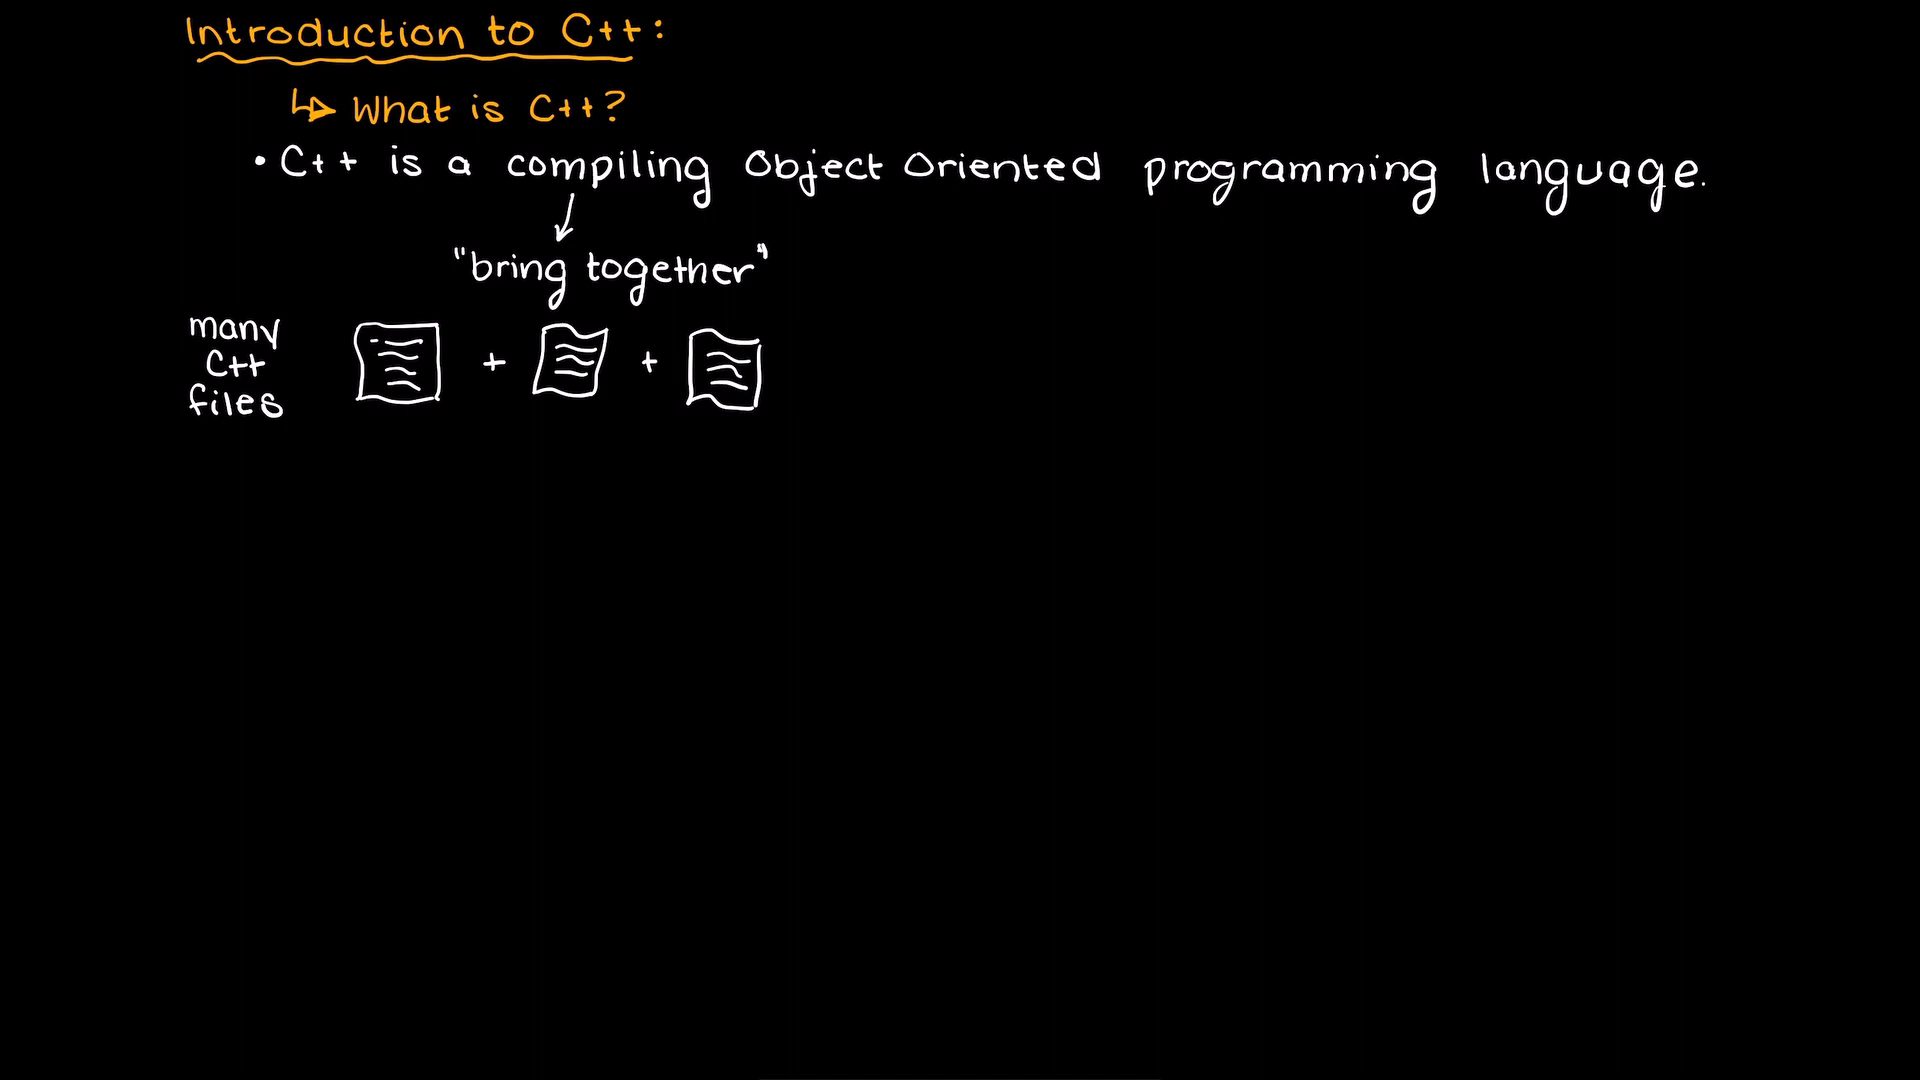 Introduction to C++:
What is C++?
• C++ is a compiling Object Oriented programming language.
"bring together"
many
C++
files
+ +